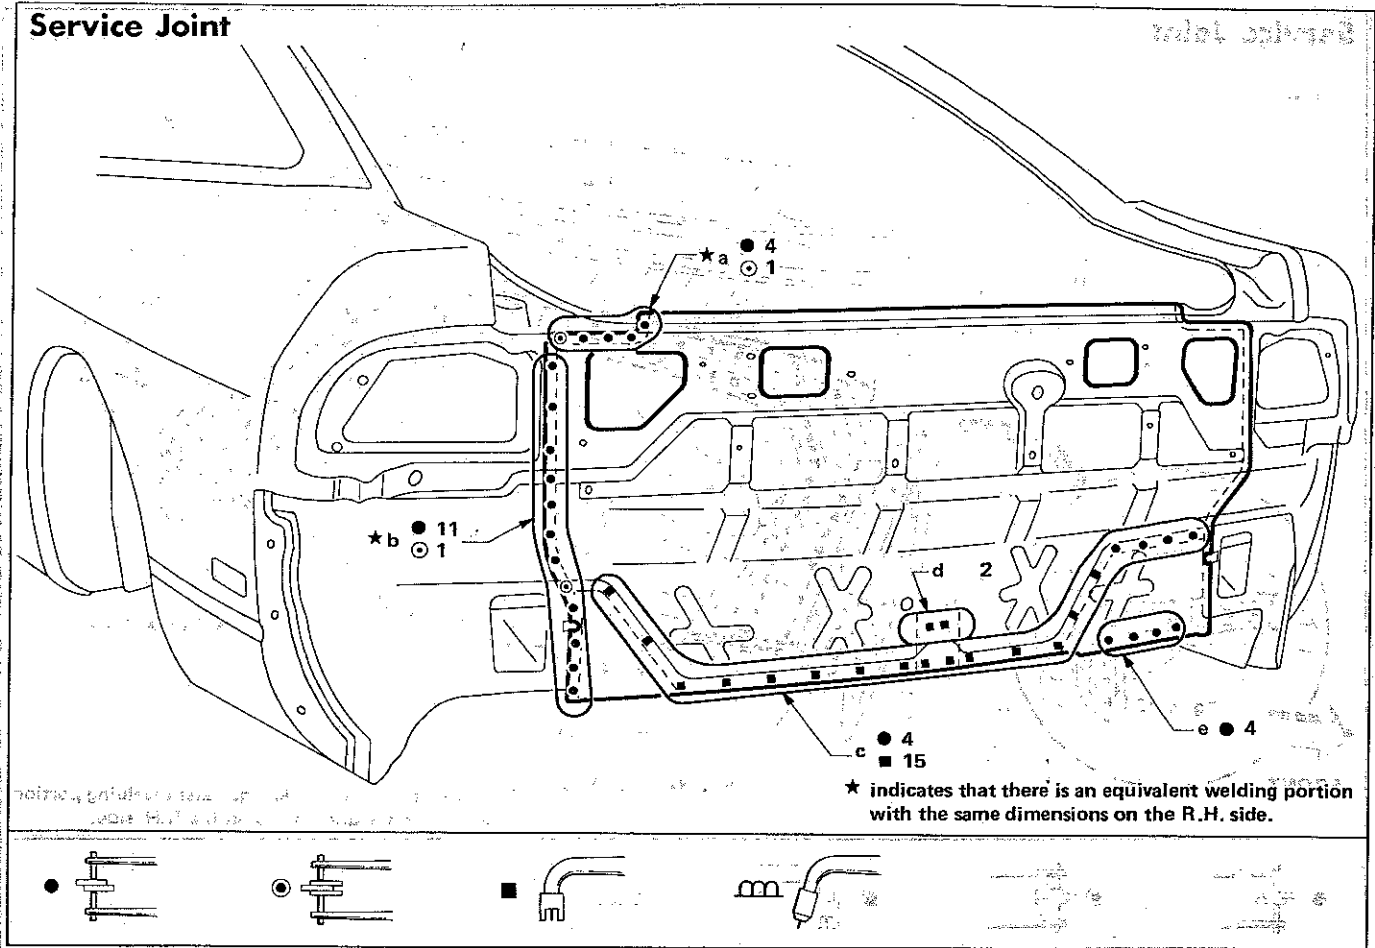 Service Joint
★a ● 4
⊙ 1
★b ● 11
⊙ 1
d 2
c ● 4
■ 15
e ● 4
★ indicates that there is an equivalent welding portion
with the same dimensions on the R.H. side.